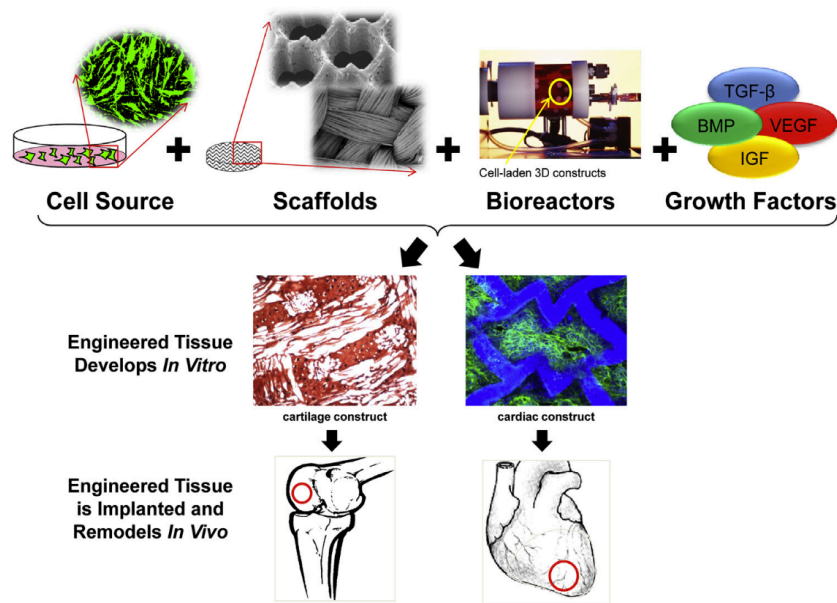 TGF-β
BMP
VEGF
IGF
Cell-laden 3D constructs
Cell Source
Scaffolds
Bioreactors
Growth Factors
Engineered Tissue
Develops In Vitro
cartilage construct
cardiac construct
Engineered Tissue
is Implanted and
Remodels In Vivo